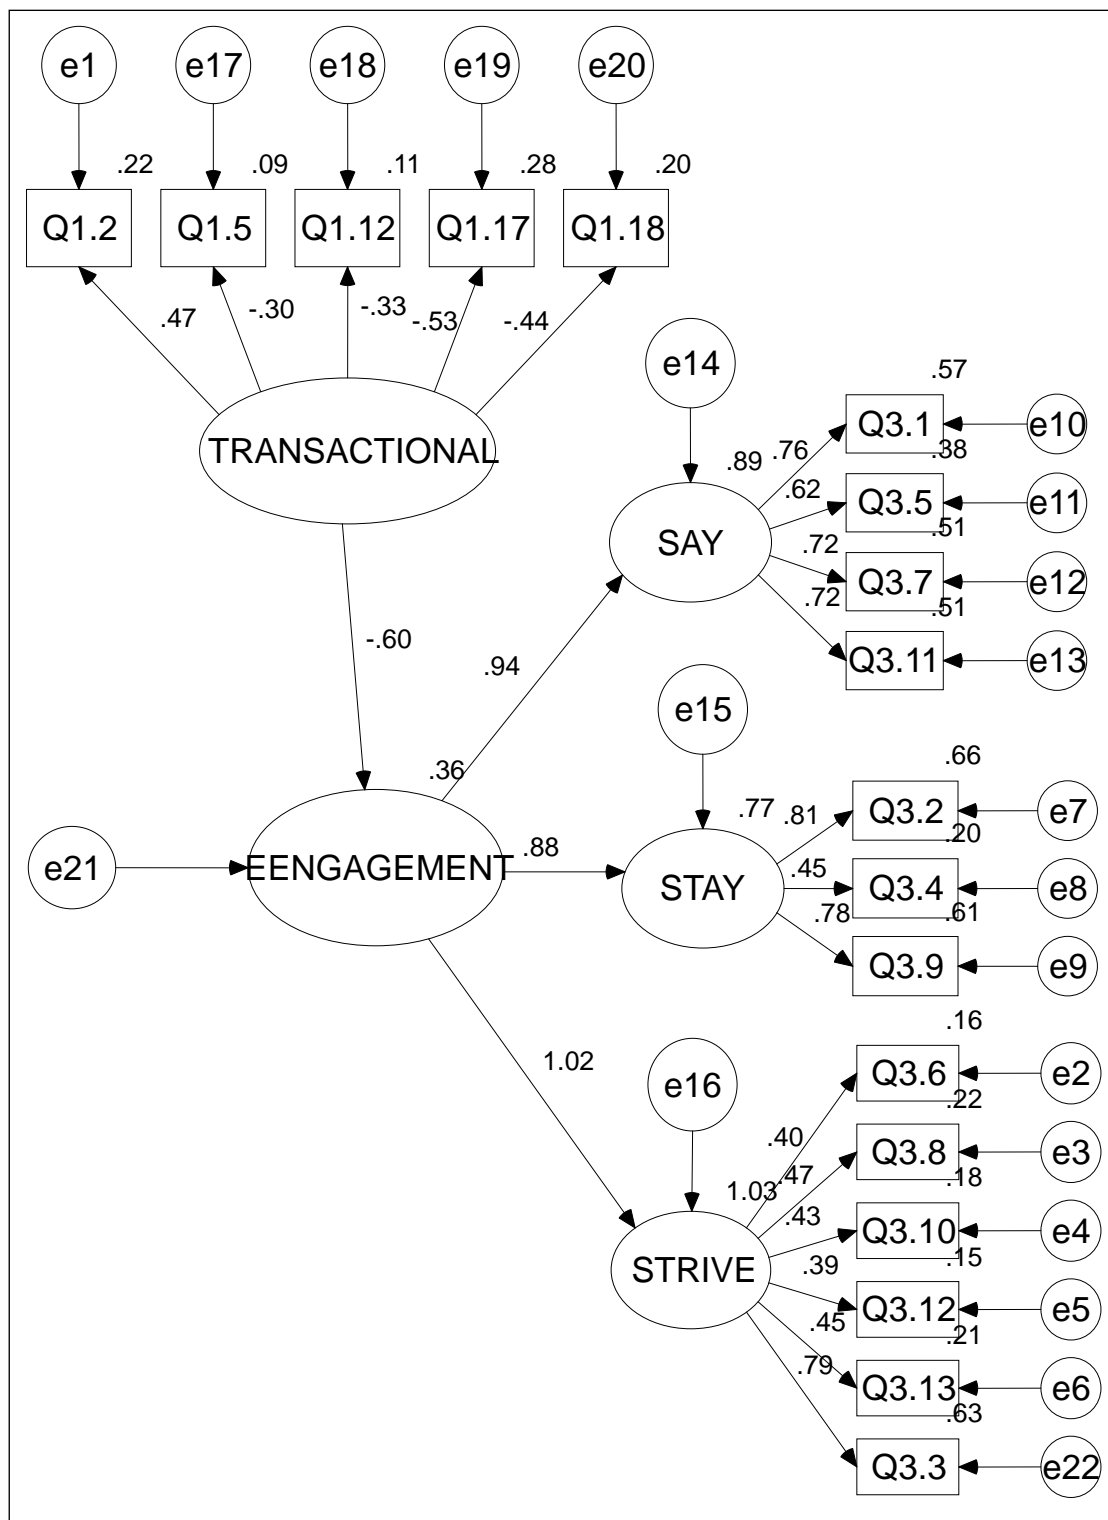 e1 e17 e18 e19 e20
.22 .09 .11 .28 .20
Q1.2 Q1.5 Q1.12 Q1.17 Q1.18
.47 -.30 -.33 -.53 -.44
TRANSACTIONAL
-.60
e21
.36
EENGAGEMENT
.94
.88
1.02
e14
.89
SAY
.76
.62
.72
.72
.57
Q3.1 e10
.38
Q3.5 e11
.51
Q3.7 e12
.51
Q3.11 e13
e15
.77
STAY
.81
.45
.78
.66
Q3.2 e7
.20
Q3.4 e8
.61
Q3.9 e9
e16
1.03
STRIVE
.40
.47
.43
.39
.45
.79
.16
Q3.6 e2
.22
Q3.8 e3
.18
Q3.10 e4
.15
Q3.12 e5
.21
Q3.13 e6
.63
Q3.3 e22